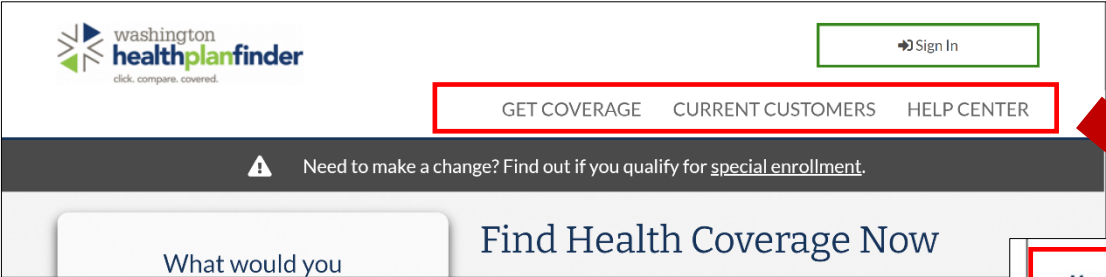 washington
healthplanfinder
click. compare. covered.
Sign In
GET COVERAGE CURRENT CUSTOMERS HELP CENTER
Need to make a change? Find out if you qualify for special enrollment.
Find Health Coverage Now
What would you